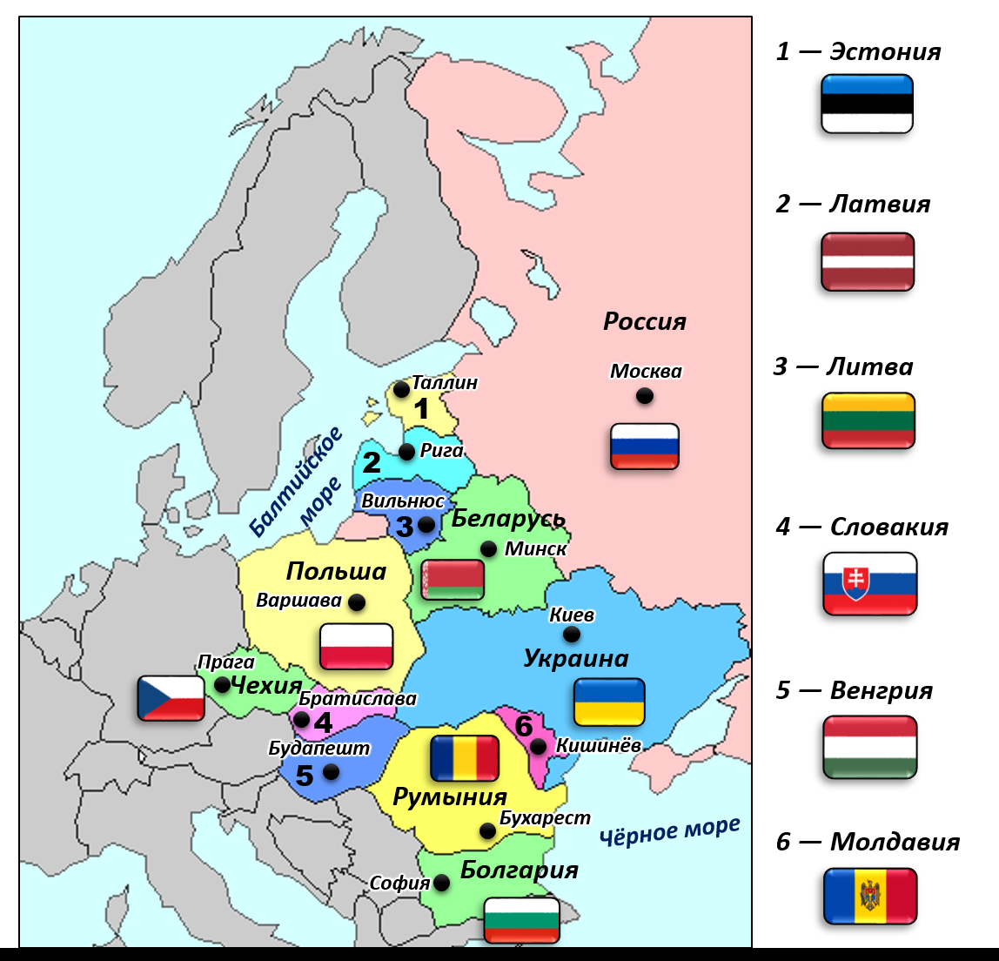 1 — Эстония
2 — Латвия
Россия
Москва
3 — Литва
Таллин
1
Рига
2
Балтийское
море
Вильнюс
3
Беларусь
Минск
4 — Словакия
Польша
Варшава
Киев
Украина
Прага
Чехия
Братислава
4
5 — Венгрия
6
Кишинёв
Будапешт
5
Румыния
Бухарест
Чёрное море
6 — Молдавия
Болгария
София